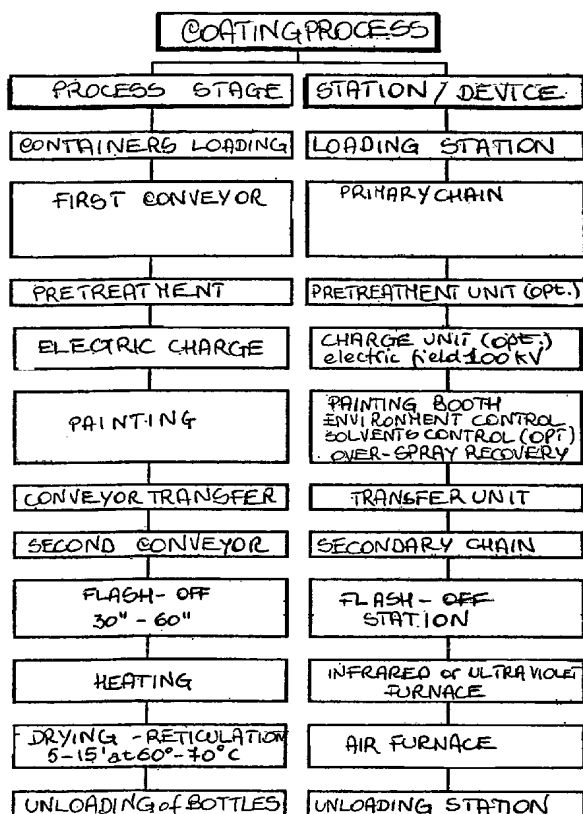 COATING PROCESS
PROCESS STAGE
STATION / DEVICE
CONTAINERS LOADING
LOADING STATION
FIRST CONVEYOR
PRIMARY CHAIN
PRETREATMENT
PRETREATMENT UNIT (OPT.)
ELECTRIC CHARGE
CHARGE UNIT (OPT.)
electric field 100 kV
PAINTING
PAINTING BOOTH
ENVIRONMENT CONTROL
SOLVENTS CONTROL (OPT)
OVER-SPRAY RECOVERY
CONVEYOR TRANSFER
TRANSFER UNIT
SECOND CONVEYOR
SECONDARY CHAIN
FLASH-OFF
30" - 60"
FLASH-OFF
STATION
HEATING
INFRARED or ULTRAVIOLET
FURNACE
DRYING - RETICULATION
5-15' at 60°-70°C
AIR FURNACE
UNLOADING of BOTTLES
UNLOADING STATION